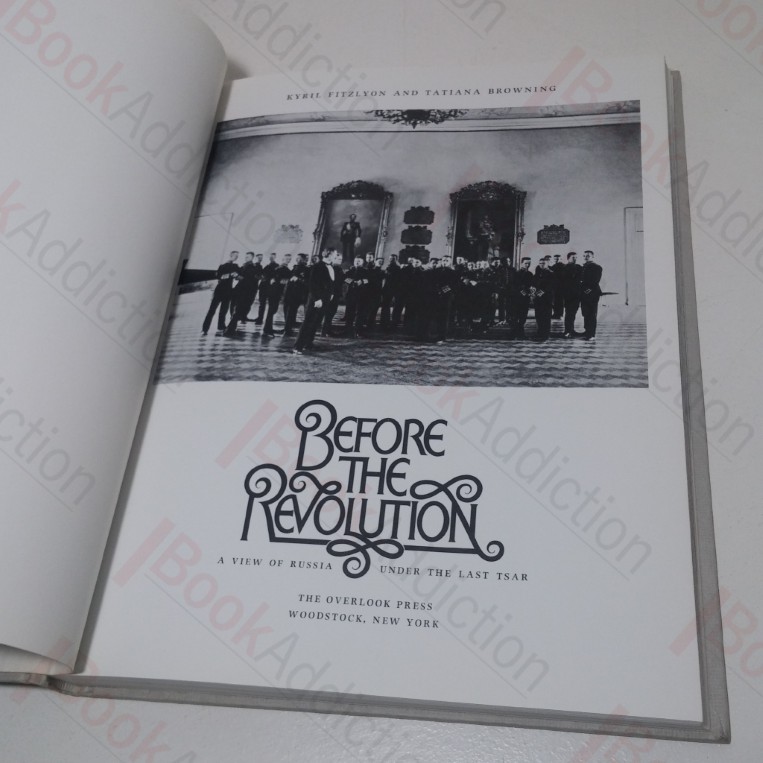 KYRIL FITZLYON AND TATIANA BROWNING
BEFORE
THE
REVOLUTION
A VIEW OF RUSSIA UNDER THE LAST TSAR
THE OVERLOOK PRESS
WOODSTOCK, NEW YORK
BookAddiction